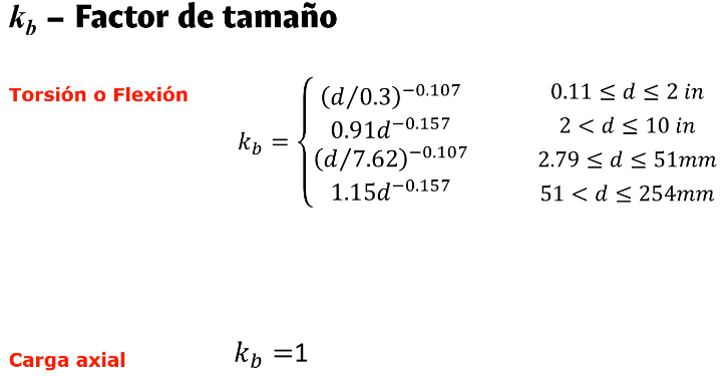 k_b – Factor de tamaño
Torsión o Flexión
k_b =
(d/0.3)^−0.107 0.11 ≤ d ≤ 2 in
0.91d^−0.157 2 < d ≤ 10 in
(d/7.62)^−0.107 2.79 ≤ d ≤ 51mm
1.15d^−0.157 51 < d ≤ 254mm
Carga axial k_b =1